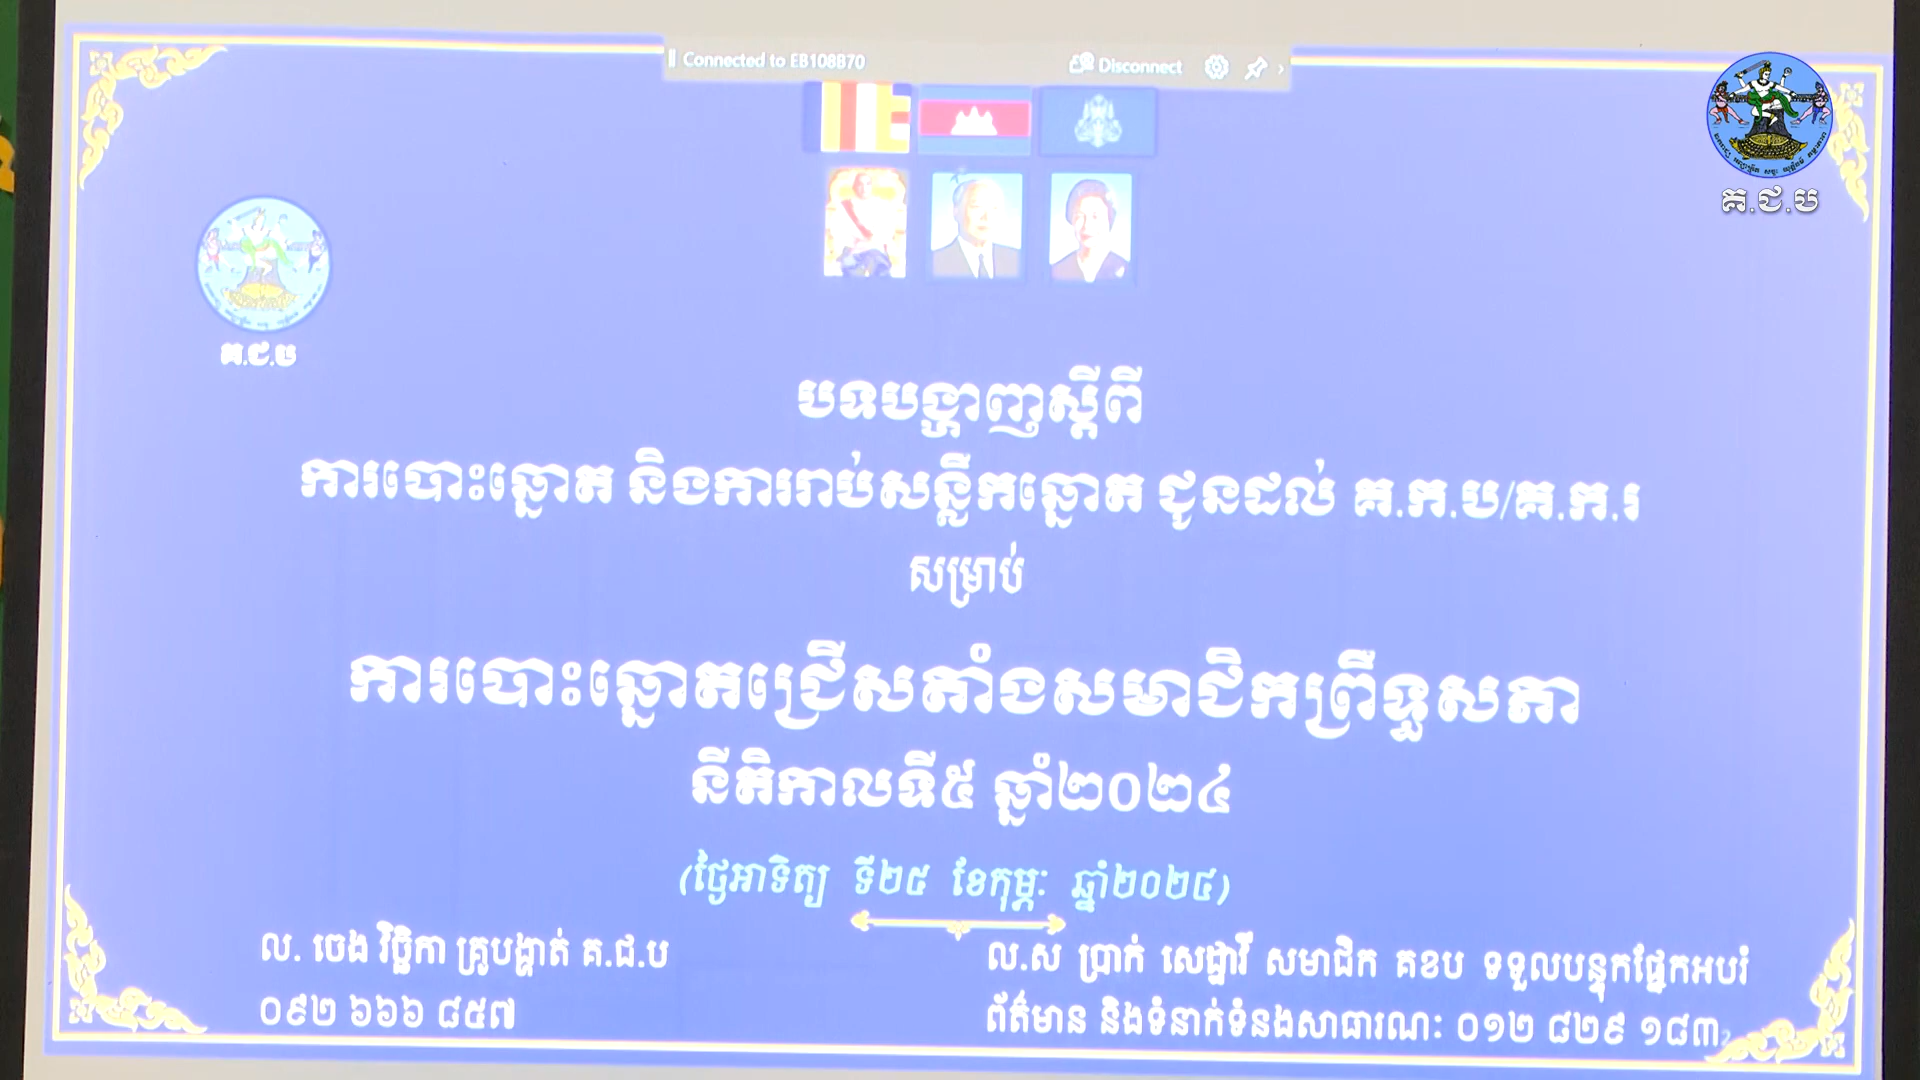 Connected to EB108B70
Disconnect
គ.ជ.ប
គ.ជ.ប
បទបង្ហាញស្តីពី
ការបោះឆ្នោត និងការរាប់សន្លឹកឆ្នោត ជូនដល់ គ.ក.ប/គ.ក.រ
សម្រាប់
ការបោះឆ្នោតជ្រើសតាំងសមាជិកព្រឹទ្ធសភា
នីតិកាលទី៥ ឆ្នាំ២០២៤
(ថ្ងៃអាទិត្យ ទី២៥ ខែកុម្ភៈ ឆ្នាំ២០២៤)
ល. ចេង វិច្ឆិកា គ្រូបង្ហាត់ គ.ជ.ប
០៩២ ៦៦៦ ៨៥៧
ល.ស ប្រាក់ សេដ្ឋាវី សមាជិក គខប ទទួលបន្ទុកផ្នែកអបរំ
ព័ត៌មាន និងទំនាក់ទំនងសាធារណៈ ០១២ ៨២៩ ១៨៣
2